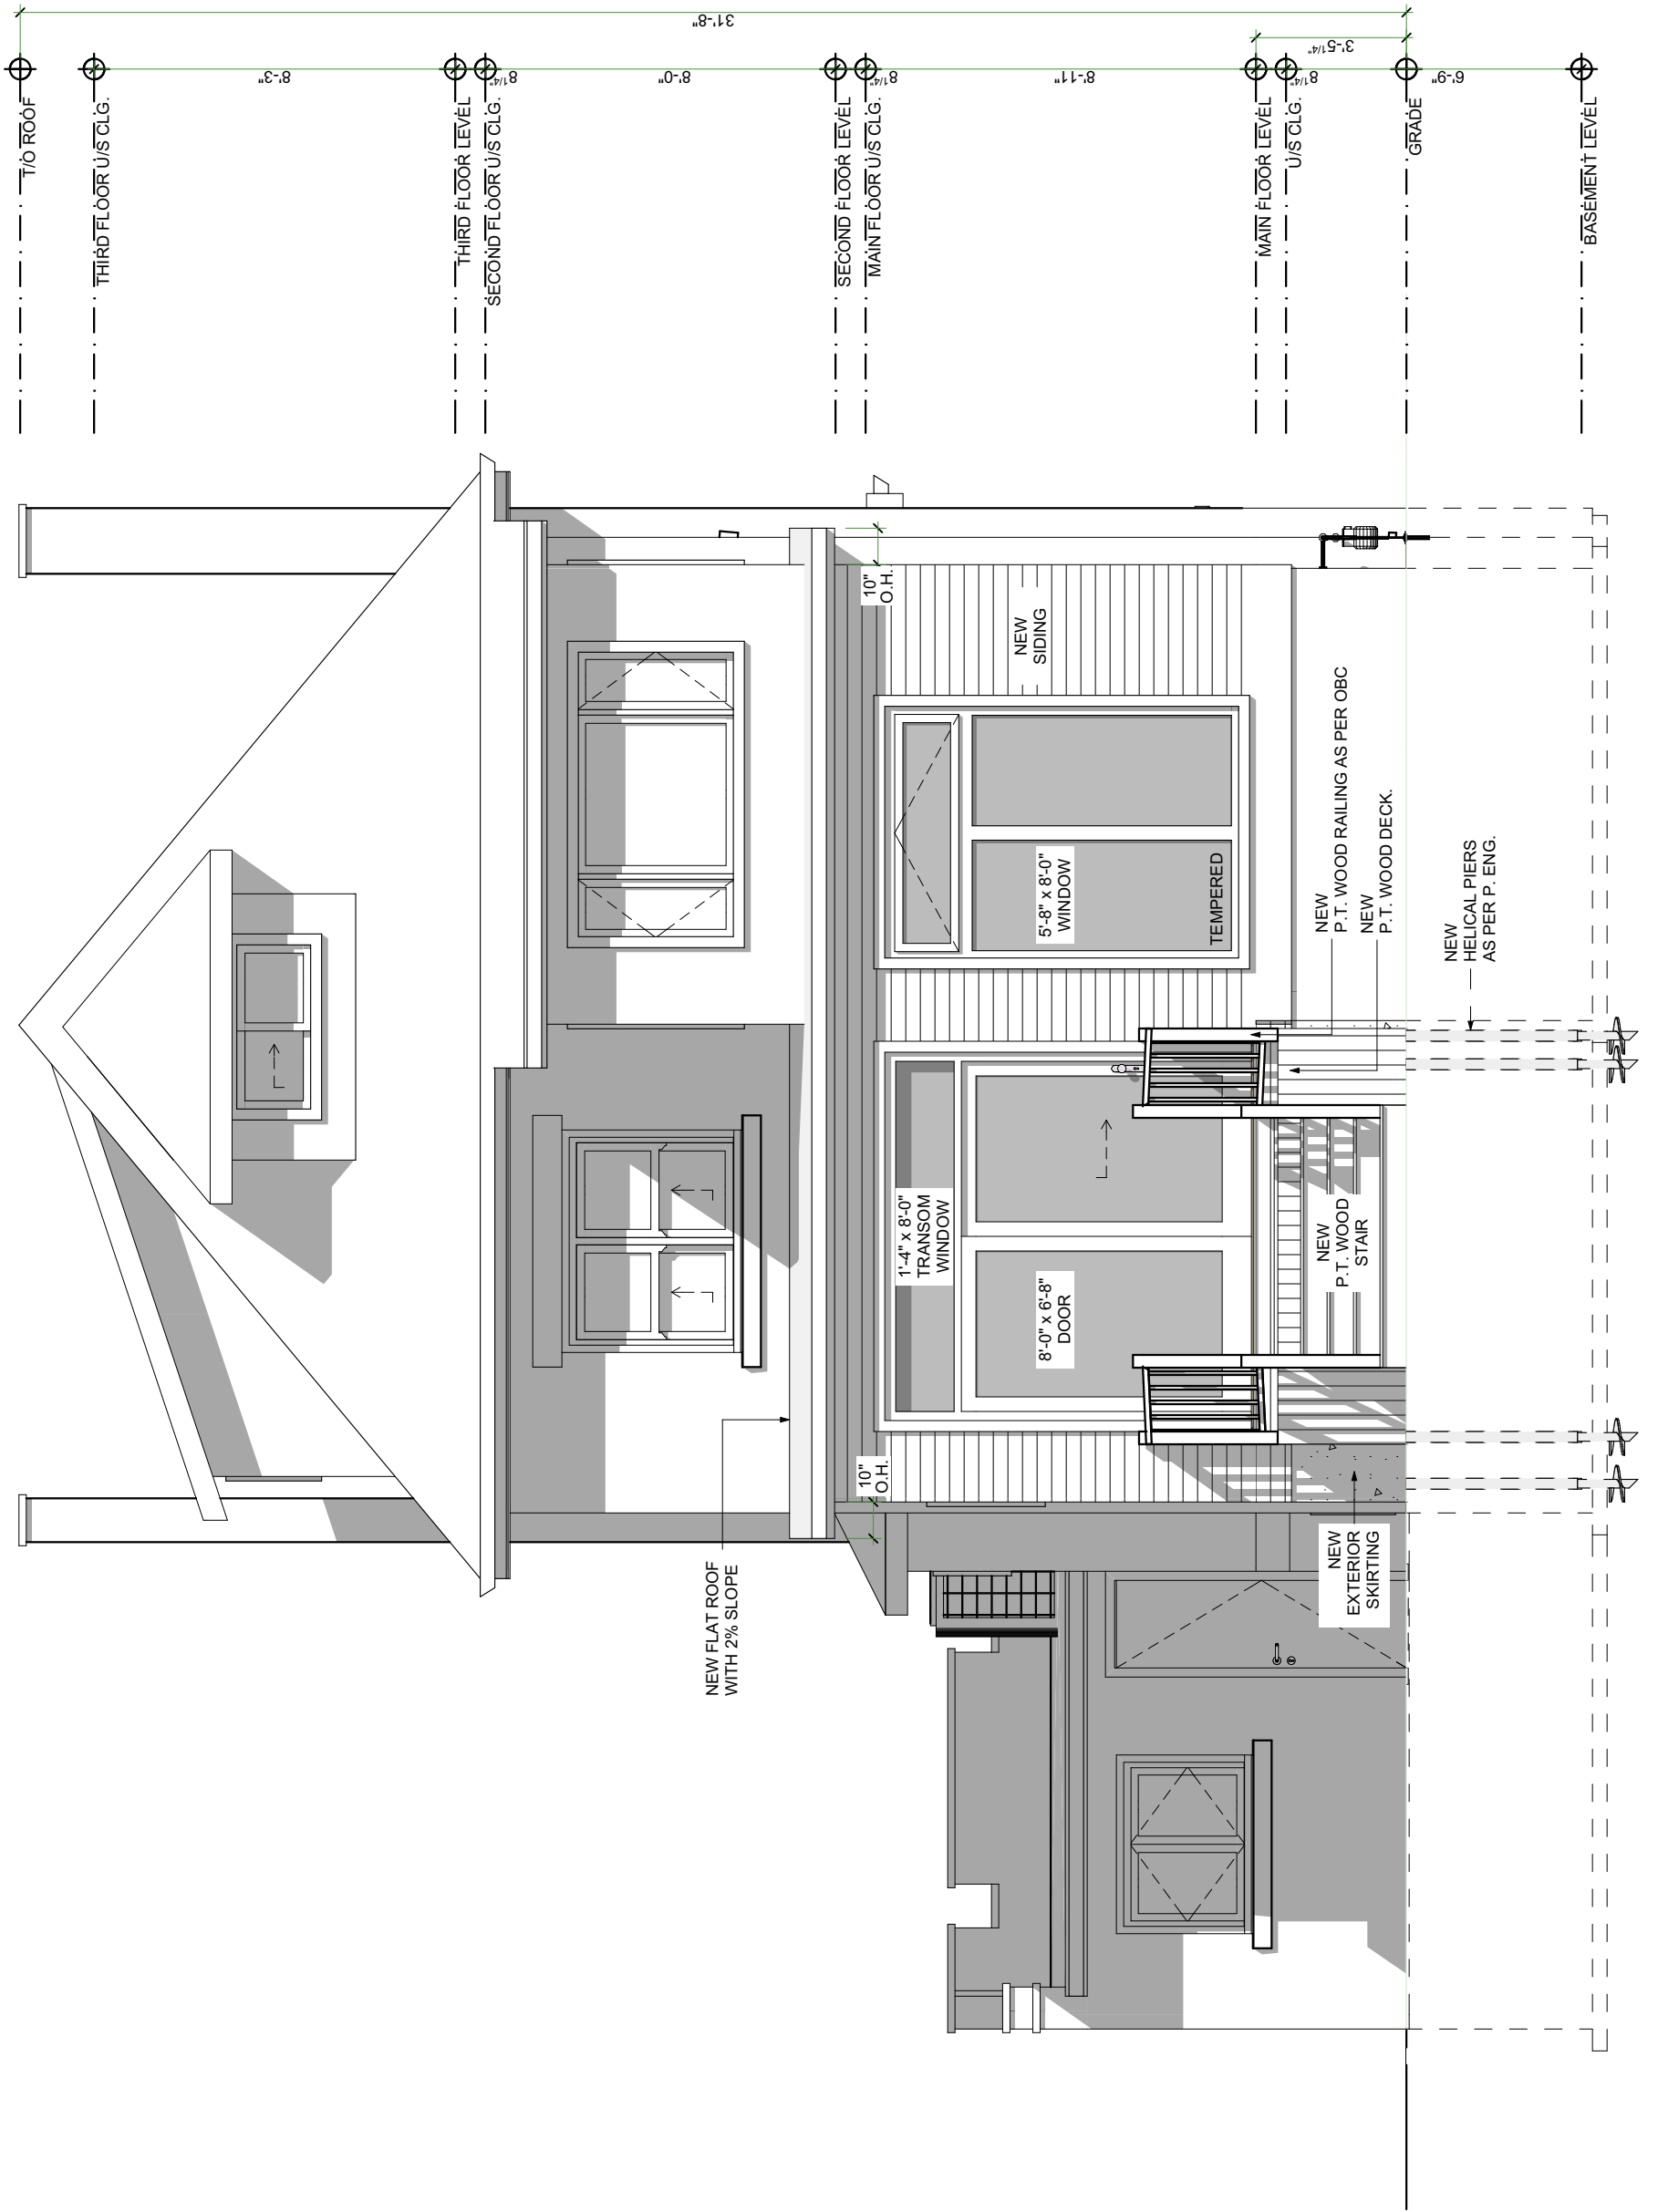 31'-8"
8'-3"
8 1/4"
8'-0"
8 1/4"
8'-11"
3'-5 1/4"
8 1/4"
6'-9"
T/O ROOF
THIRD FLOOR U/S CLG.
THIRD FLOOR LEVEL
SECOND FLOOR U/S CLG.
SECOND FLOOR LEVEL
MAIN FLOOR U/S CLG.
MAIN FLOOR LEVEL
U/S CLG.
GRADE
BASEMENT LEVEL
10"
O.H.
NEW
SIDING
5'-8" x 8'-0"
WINDOW
TEMPERED
NEW
P.T. WOOD RAILING AS PER OBC
NEW
P.T. WOOD DECK.
NEW
HELICAL PIERS
AS PER P. ENG.
1'-4" x 8'-0"
TRANSOM
WINDOW
8'-0" x 6'-8"
DOOR
NEW
P.T. WOOD
STAIR
10"
O.H.
NEW FLAT ROOF
WITH 2% SLOPE
NEW
EXTERIOR
SKIRTING